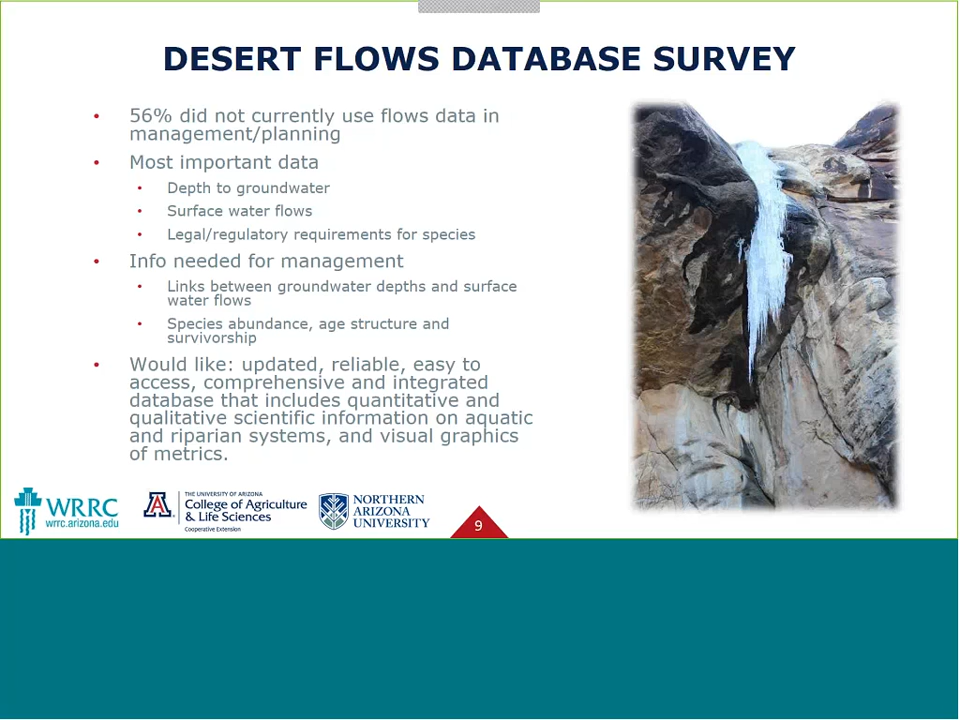 DESERT FLOWS DATABASE SURVEY
• 56% did not currently use flows data in
management/planning
• Most important data
• Depth to groundwater
• Surface water flows
• Legal/regulatory requirements for species
• Info needed for management
• Links between groundwater depths and surface
water flows
• Species abundance, age structure and
survivorship
• Would like: updated, reliable, easy to
access, comprehensive and integrated
database that includes quantitative and
qualitative scientific information on aquatic
and riparian systems, and visual graphics
of metrics.
WRRC
wrrc.arizona.edu
A
THE UNIVERSITY OF ARIZONA
College of Agriculture
& Life Sciences
Cooperative Extension
NORTHERN
ARIZONA
UNIVERSITY
9